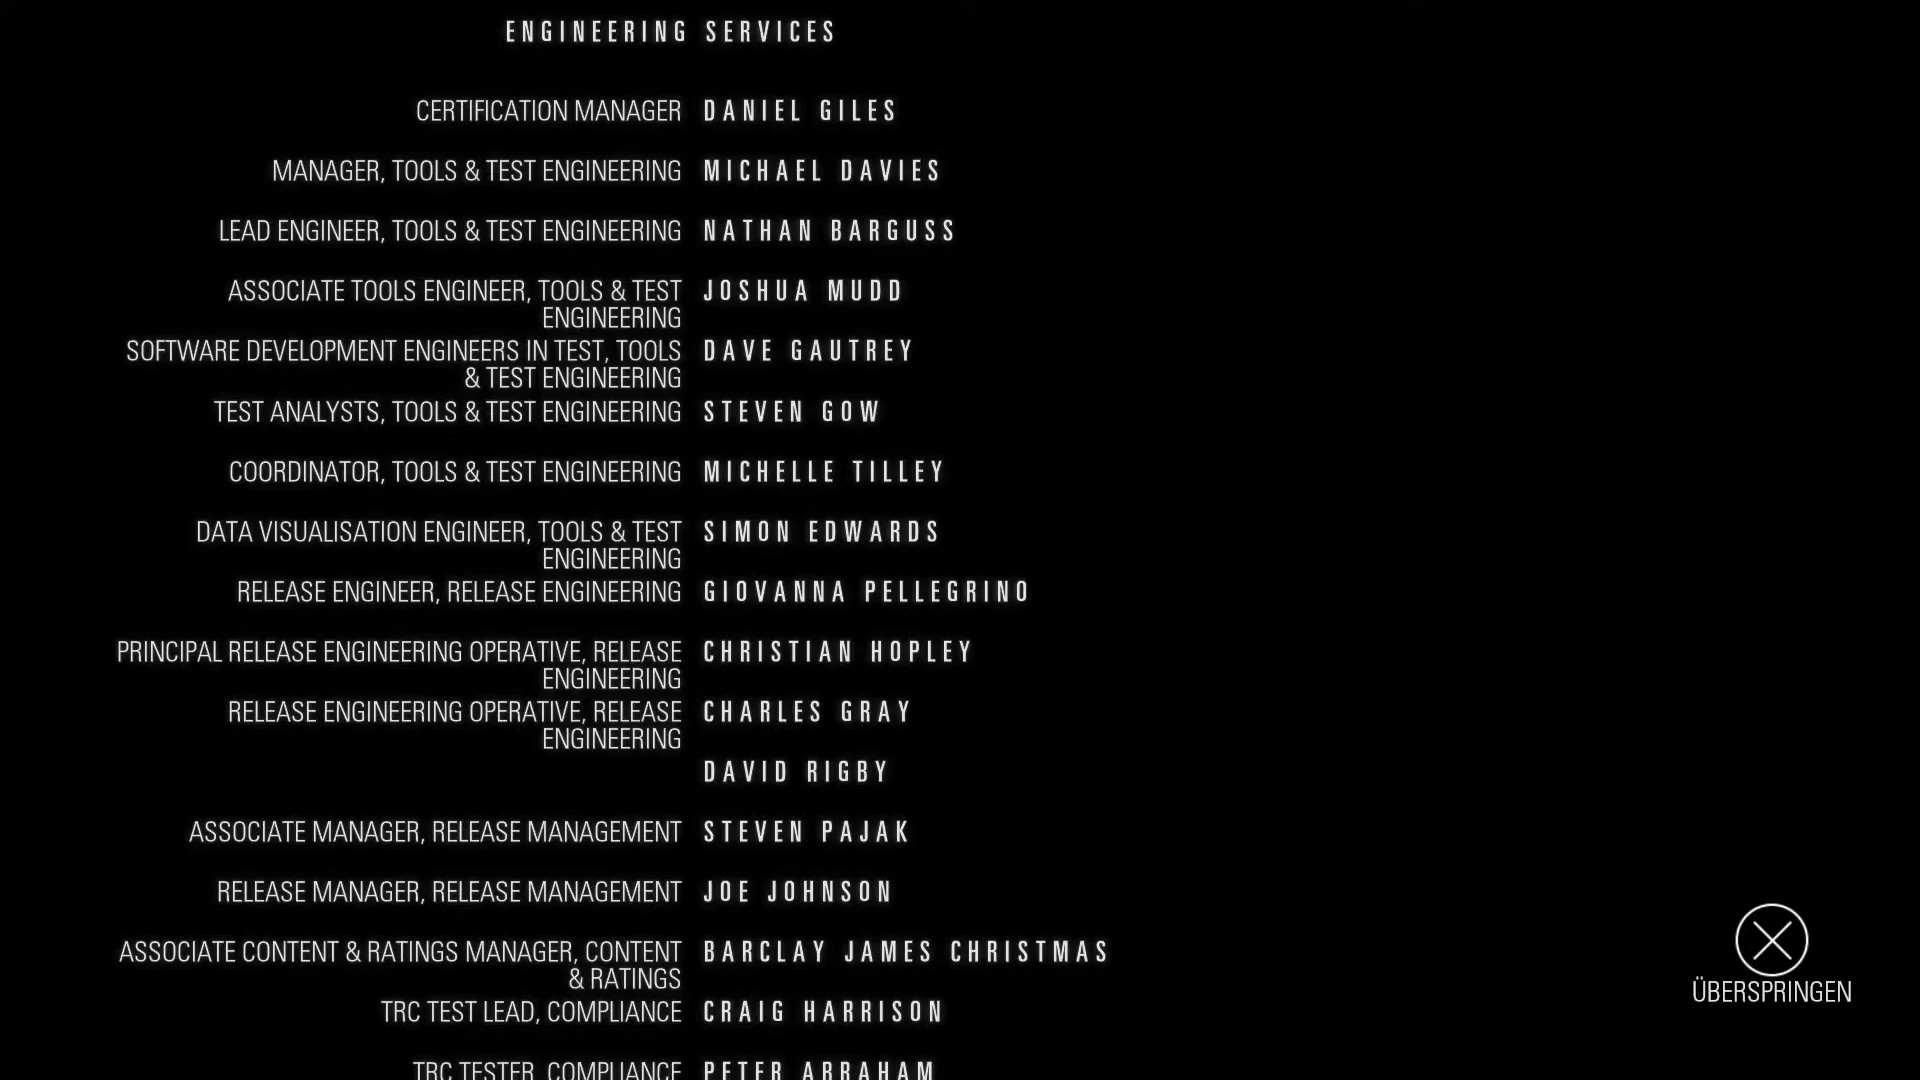 ENGINEERING SERVICES
CERTIFICATION MANAGER DANIEL GILES
MANAGER, TOOLS & TEST ENGINEERING MICHAEL DAVIES
LEAD ENGINEER, TOOLS & TEST ENGINEERING NATHAN BARGUSS
ASSOCIATE TOOLS ENGINEER, TOOLS & TEST JOSHUA MUDD
ENGINEERING
SOFTWARE DEVELOPMENT ENGINEERS IN TEST, TOOLS DAVE GAUTREY
& TEST ENGINEERING
TEST ANALYSTS, TOOLS & TEST ENGINEERING STEVEN GOW
COORDINATOR, TOOLS & TEST ENGINEERING MICHELLE TILLEY
DATA VISUALISATION ENGINEER, TOOLS & TEST SIMON EDWARDS
ENGINEERING
RELEASE ENGINEER, RELEASE ENGINEERING GIOVANNA PELLEGRINO
PRINCIPAL RELEASE ENGINEERING OPERATIVE, RELEASE CHRISTIAN HOPLEY
ENGINEERING
RELEASE ENGINEERING OPERATIVE, RELEASE CHARLES GRAY
ENGINEERING
DAVID RIGBY
ASSOCIATE MANAGER, RELEASE MANAGEMENT STEVEN PAJAK
RELEASE MANAGER, RELEASE MANAGEMENT JOE JOHNSON
ASSOCIATE CONTENT & RATINGS MANAGER, CONTENT BARCLAY JAMES CHRISTMAS
& RATINGS
TRC TEST LEAD, COMPLIANCE CRAIG HARRISON
TRC TESTER, COMPLIANCE PETER ABRAHAM
ÜBERSPRINGEN